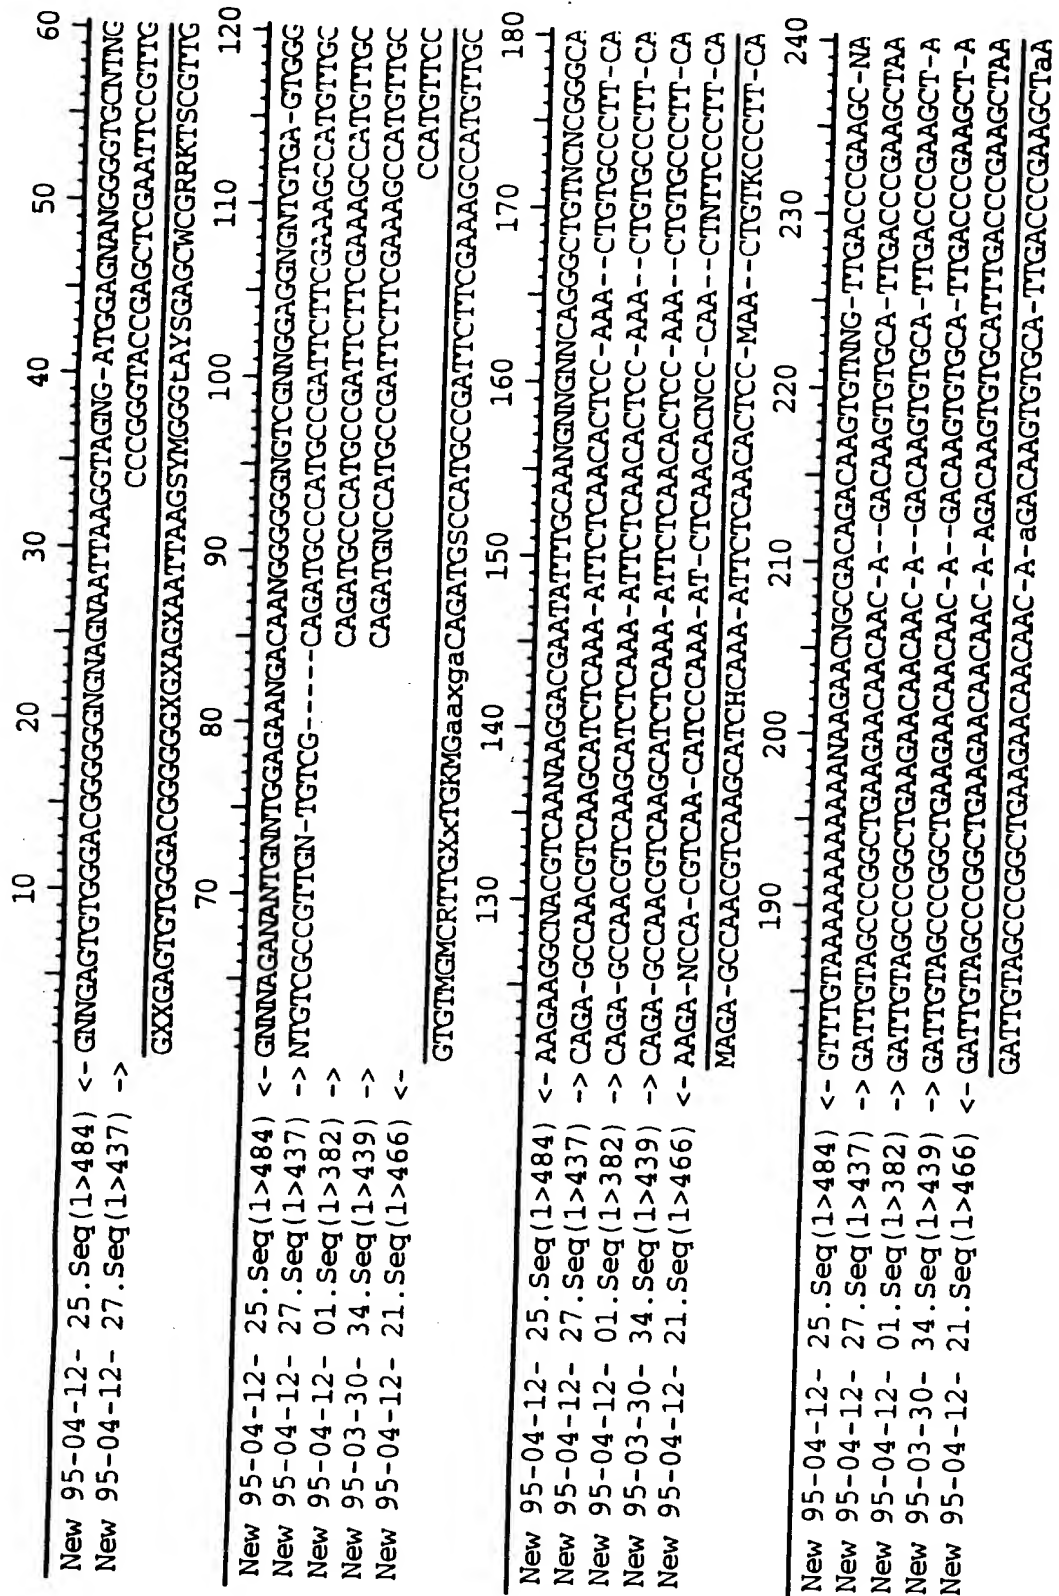 10 20 30 40 50 60
New 95-04-12- 25.Seq(1>484) <- GNNGAGTGTGGGACGGGGGNGNAGNAATTAAGGTAGNG-ATGGAGNANGGGGTGCNTNG
New 95-04-12- 27.Seq(1>437) -> CCCGGGTACCGAGCTCGAATTCCGTTG
GXXGAGTGTGGGACGGGGGXGXAGXAATTAAGSYMGGGtAYSGAGCWCGRRKTSCGTTG
70 80 90 100 110 120
New 95-04-12- 25.Seq(1>484) <- GNNNAGANANTGNNTGGAGAANGACAANGGGGGNGTCGNNGGAGGNGNTGTGA-GTGGG
New 95-04-12- 27.Seq(1>437) -> NTGTCGCCGTTGN-TGTCG-----CAGATGCCCATGCCGATTCTTCGAAAGCCATGTTGC
New 95-04-12- 01.Seq(1>382) -> CAGATGCCCATGCCGATTCTTCGAAAGCCATGTTGC
New 95-03-30- 34.Seq(1>439) -> CAGATGNCCATGCCGATTCTTCGAAAGCCATGTTGC
New 95-04-12- 21.Seq(1>466) <- CCATGTTCC
GTGTMGMCRTTGXxTGKMGaaxgaCAGATGSCCATGCCGATTCTTCGAAAGCCATGTTGC
130 140 150 160 170 180
New 95-04-12- 25.Seq(1>484) <- AAGAAGGCNACGTCAANAAGGACGAATATTTGCAANGNNGNNCAGGGCTGTNCNCGGGCA
New 95-04-12- 27.Seq(1>437) -> CAGA-GCCAACGTCAAGCATCTCAAA-ATTCTCAACACTCC-AAA--CTGTGCCCTT-CA
New 95-04-12- 01.Seq(1>382) -> CAGA-GCCAACGTCAAGCATCTCAAA-ATTCTCAACACTCC-AAA--CTGTGCCCTT-CA
New 95-03-30- 34.Seq(1>439) -> CAGA-GCCAACGTCAAGCATCTCAAA-ATTCTCAACACTCC-AAA--CTGTGCCCTT-CA
New 95-04-12- 21.Seq(1>466) <- AAGA-NCCA-CGTCAA-CATCCCAAA-AT-CTCAACACNCC-CAA--CTNTTCCCTT-CA
MAGA-GCCAACGTCAAGCATCHCAAA-ATTCTCAACACTCC-MAA--CTGTKCCCTT-CA
190 200 210 220 230 240
New 95-04-12- 25.Seq(1>484) <- GTTTGTAAAAAAAAAAANAAGAACNGCGACAGACAAGTGTNNG-TTGACCCGAAGC-NA
New 95-04-12- 27.Seq(1>437) -> GATTGTAGCCCGGCTGAAGAACAACAAC-A--GACAAGTGTGCA-TTGACCCGAAGCTAA
New 95-04-12- 01.Seq(1>382) -> GATTGTAGCCCGGCTGAAGAACAACAAC-A--GACAAGTGTGCA-TTGACCCGAAGCT-A
New 95-03-30- 34.Seq(1>439) -> GATTGTAGCCCGGCTGAAGAACAACAAC-A--GACAAGTGTGCA-TTGACCCGAAGCT-A
New 95-04-12- 21.Seq(1>466) <- GATTGTAGCCCGGCTGAAGAACAACAAC-A-AGACAAGTGTGCATTTGACCCGAAGCTAA
GATTGTAGCCCGGCTGAAGAACAACAAC-A-aGACAAGTGTGCA-TTGACCCGAAGCTaA